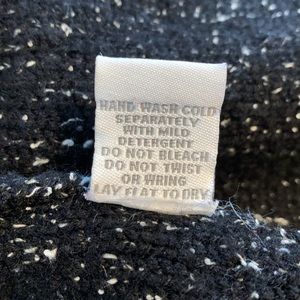 HAND WASH COLD
SEPARATELY
WITH MILD
DETERGENT
DO NOT BLEACH
DO NOT TWIST
OR WRING
LAY FLAT TO DRY